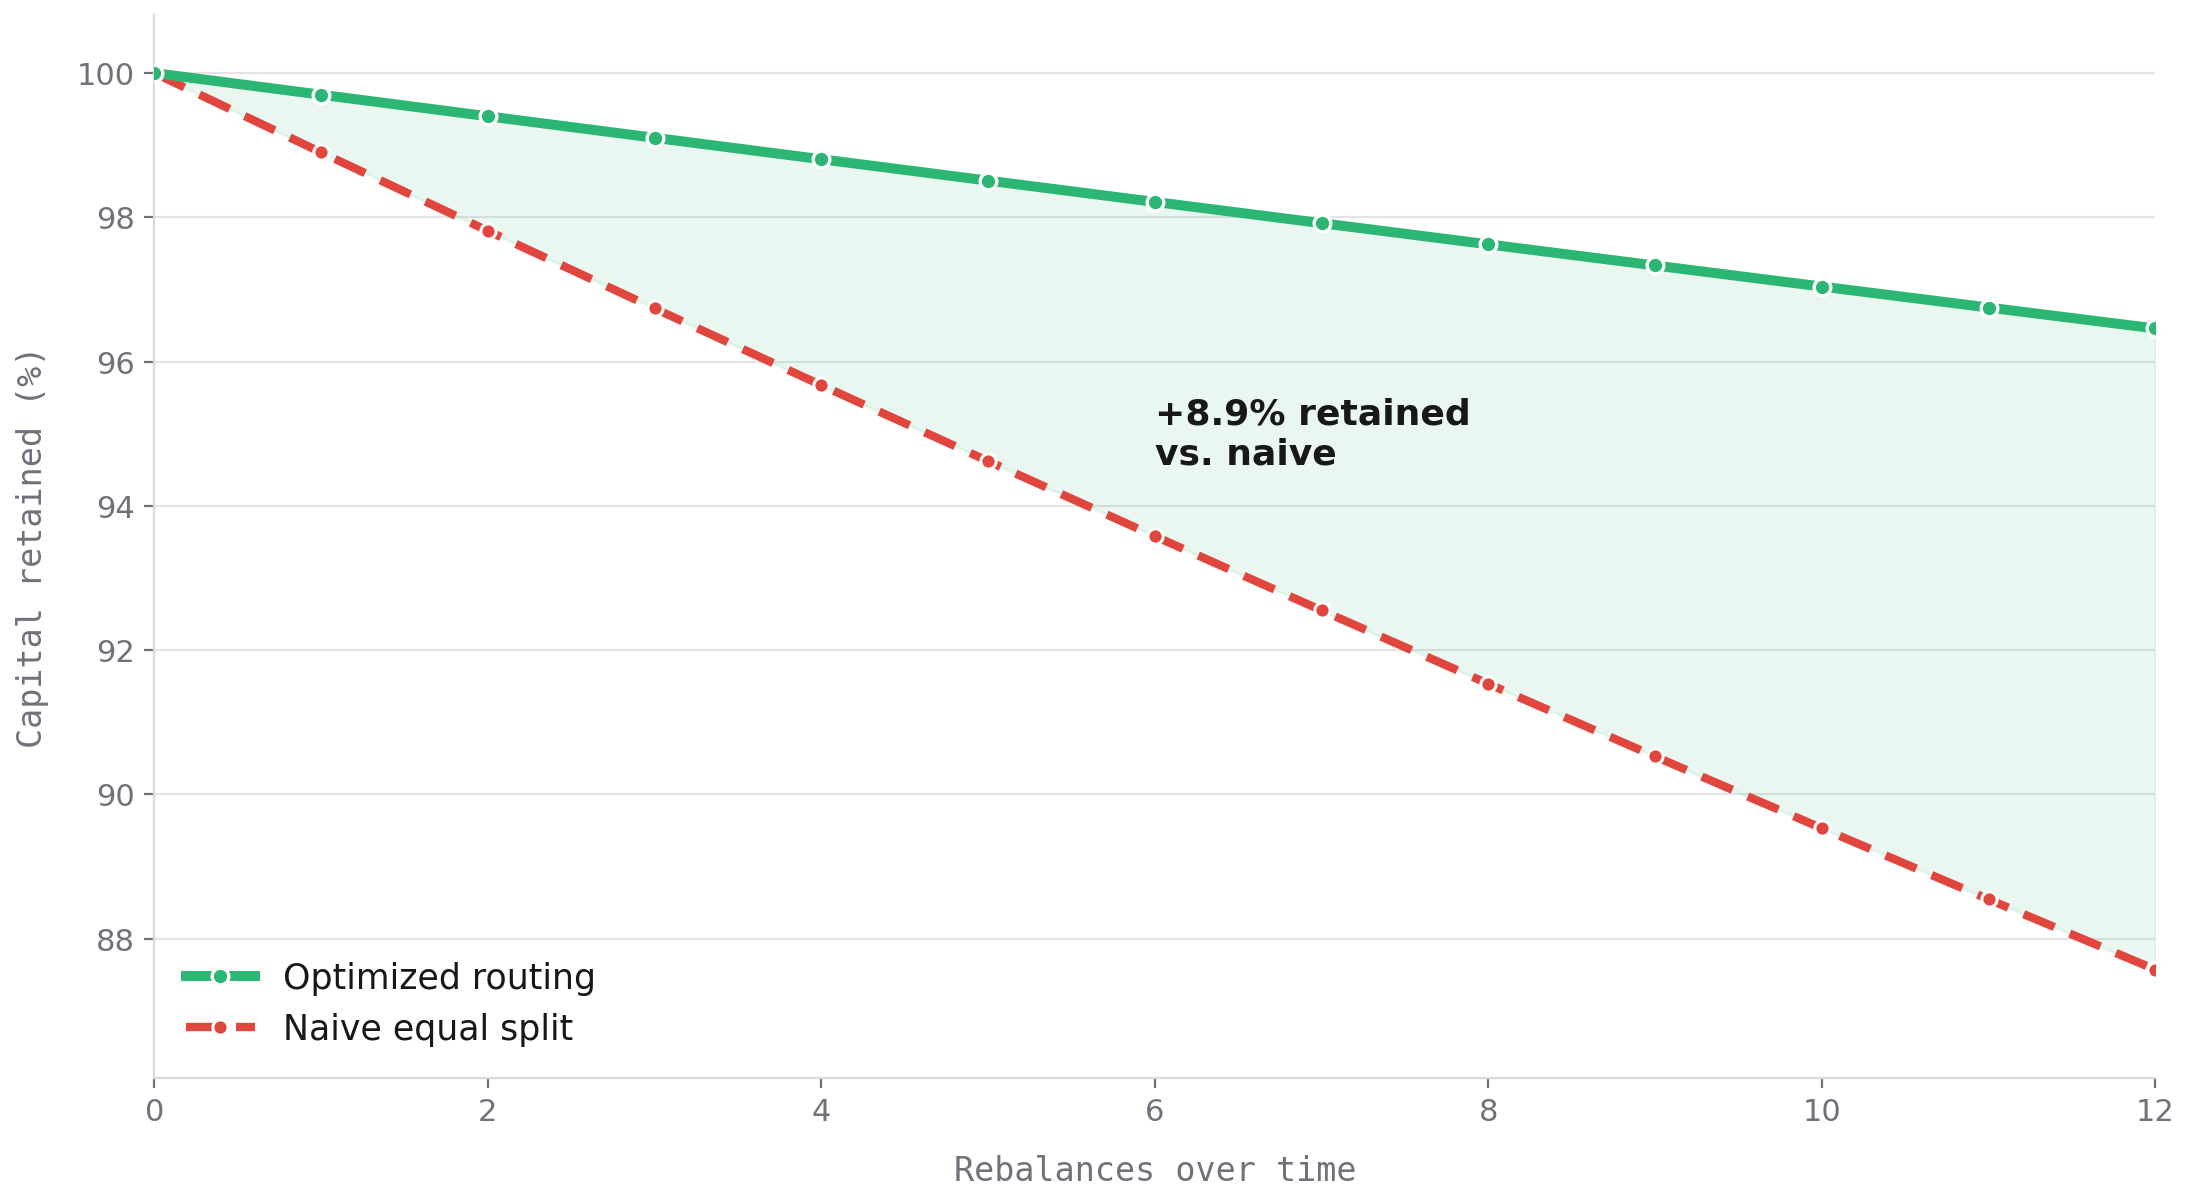 100
98
96
94
92
90
88
Capital retained (%)
+8.9% retained
vs. naive
Optimized routing
Naive equal split
0 2 4 6 8 10 12
Rebalances over time